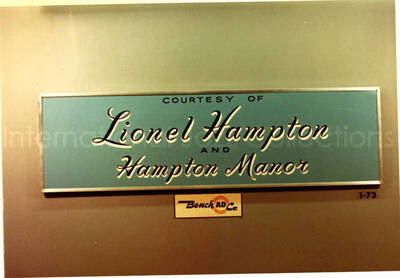 COURTESY OF
Lionel Hampton
AND
Hampton Manor
1-73
Bench AD Co.